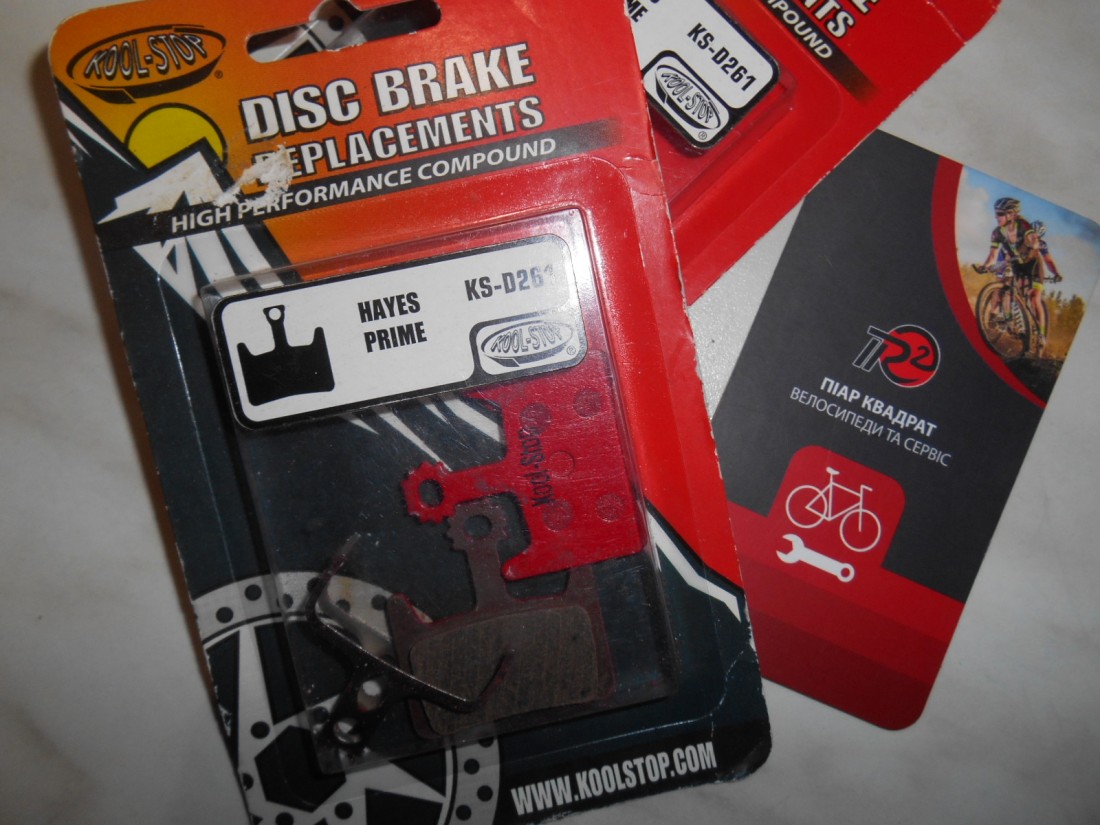 KOOL-STOP
®
DISC BRAKE
REPLACEMENTS
HIGH PERFORMANCE COMPOUND
HAYES
PRIME
KS-D261
KOOL-STOP
®
KOOL-STOP
WWW.KOOLSTOP.COM
KS-D261
KOOL-STOP
®
COMPOUND
ПІАР КВАДРАТ
ВЕЛОСИПЕДИ ТА СЕРВІС